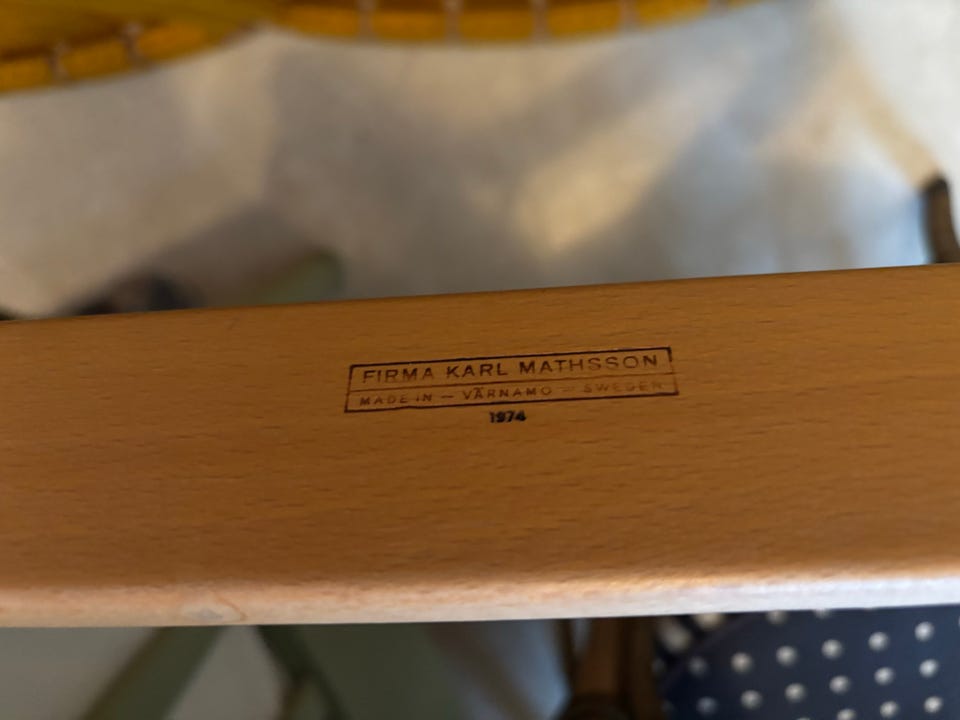 FIRMA KARL MATHSSON
MADE IN – VÄRNAMO – SWEDEN
1974